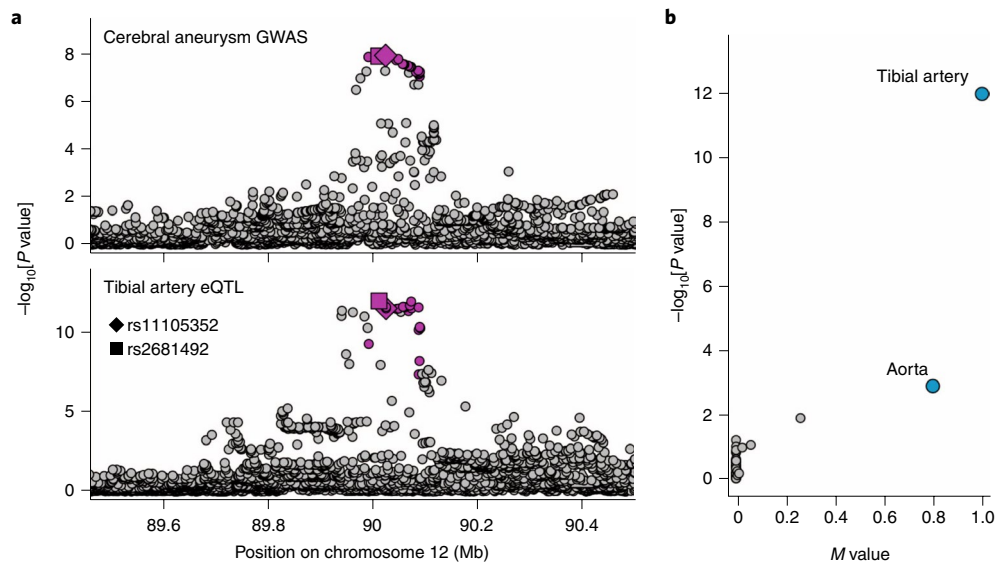 a
Cerebral aneurysm GWAS
8
6
4
2
0
–log10[P value]
Tibial artery eQTL
rs11105352
rs2681492
10
5
0
89.6 89.8 90 90.2 90.4
Position on chromosome 12 (Mb)
b
Tibial artery
12
10
8
6
–log10[P value]
4
Aorta
2
0
0 0.2 0.4 0.6 0.8 1.0
M value